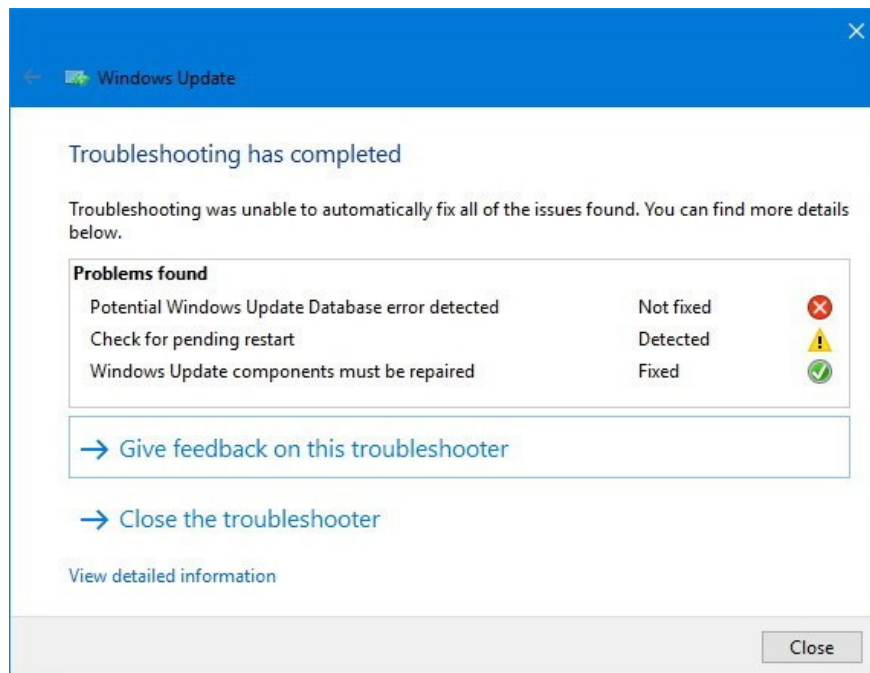 Windows Update
Troubleshooting has completed
Troubleshooting was unable to automatically fix all of the issues found. You can find more details
below.
Problems found
Potential Windows Update Database error detected Not fixed
Check for pending restart Detected
Windows Update components must be repaired Fixed
Give feedback on this troubleshooter
Close the troubleshooter
View detailed information
Close